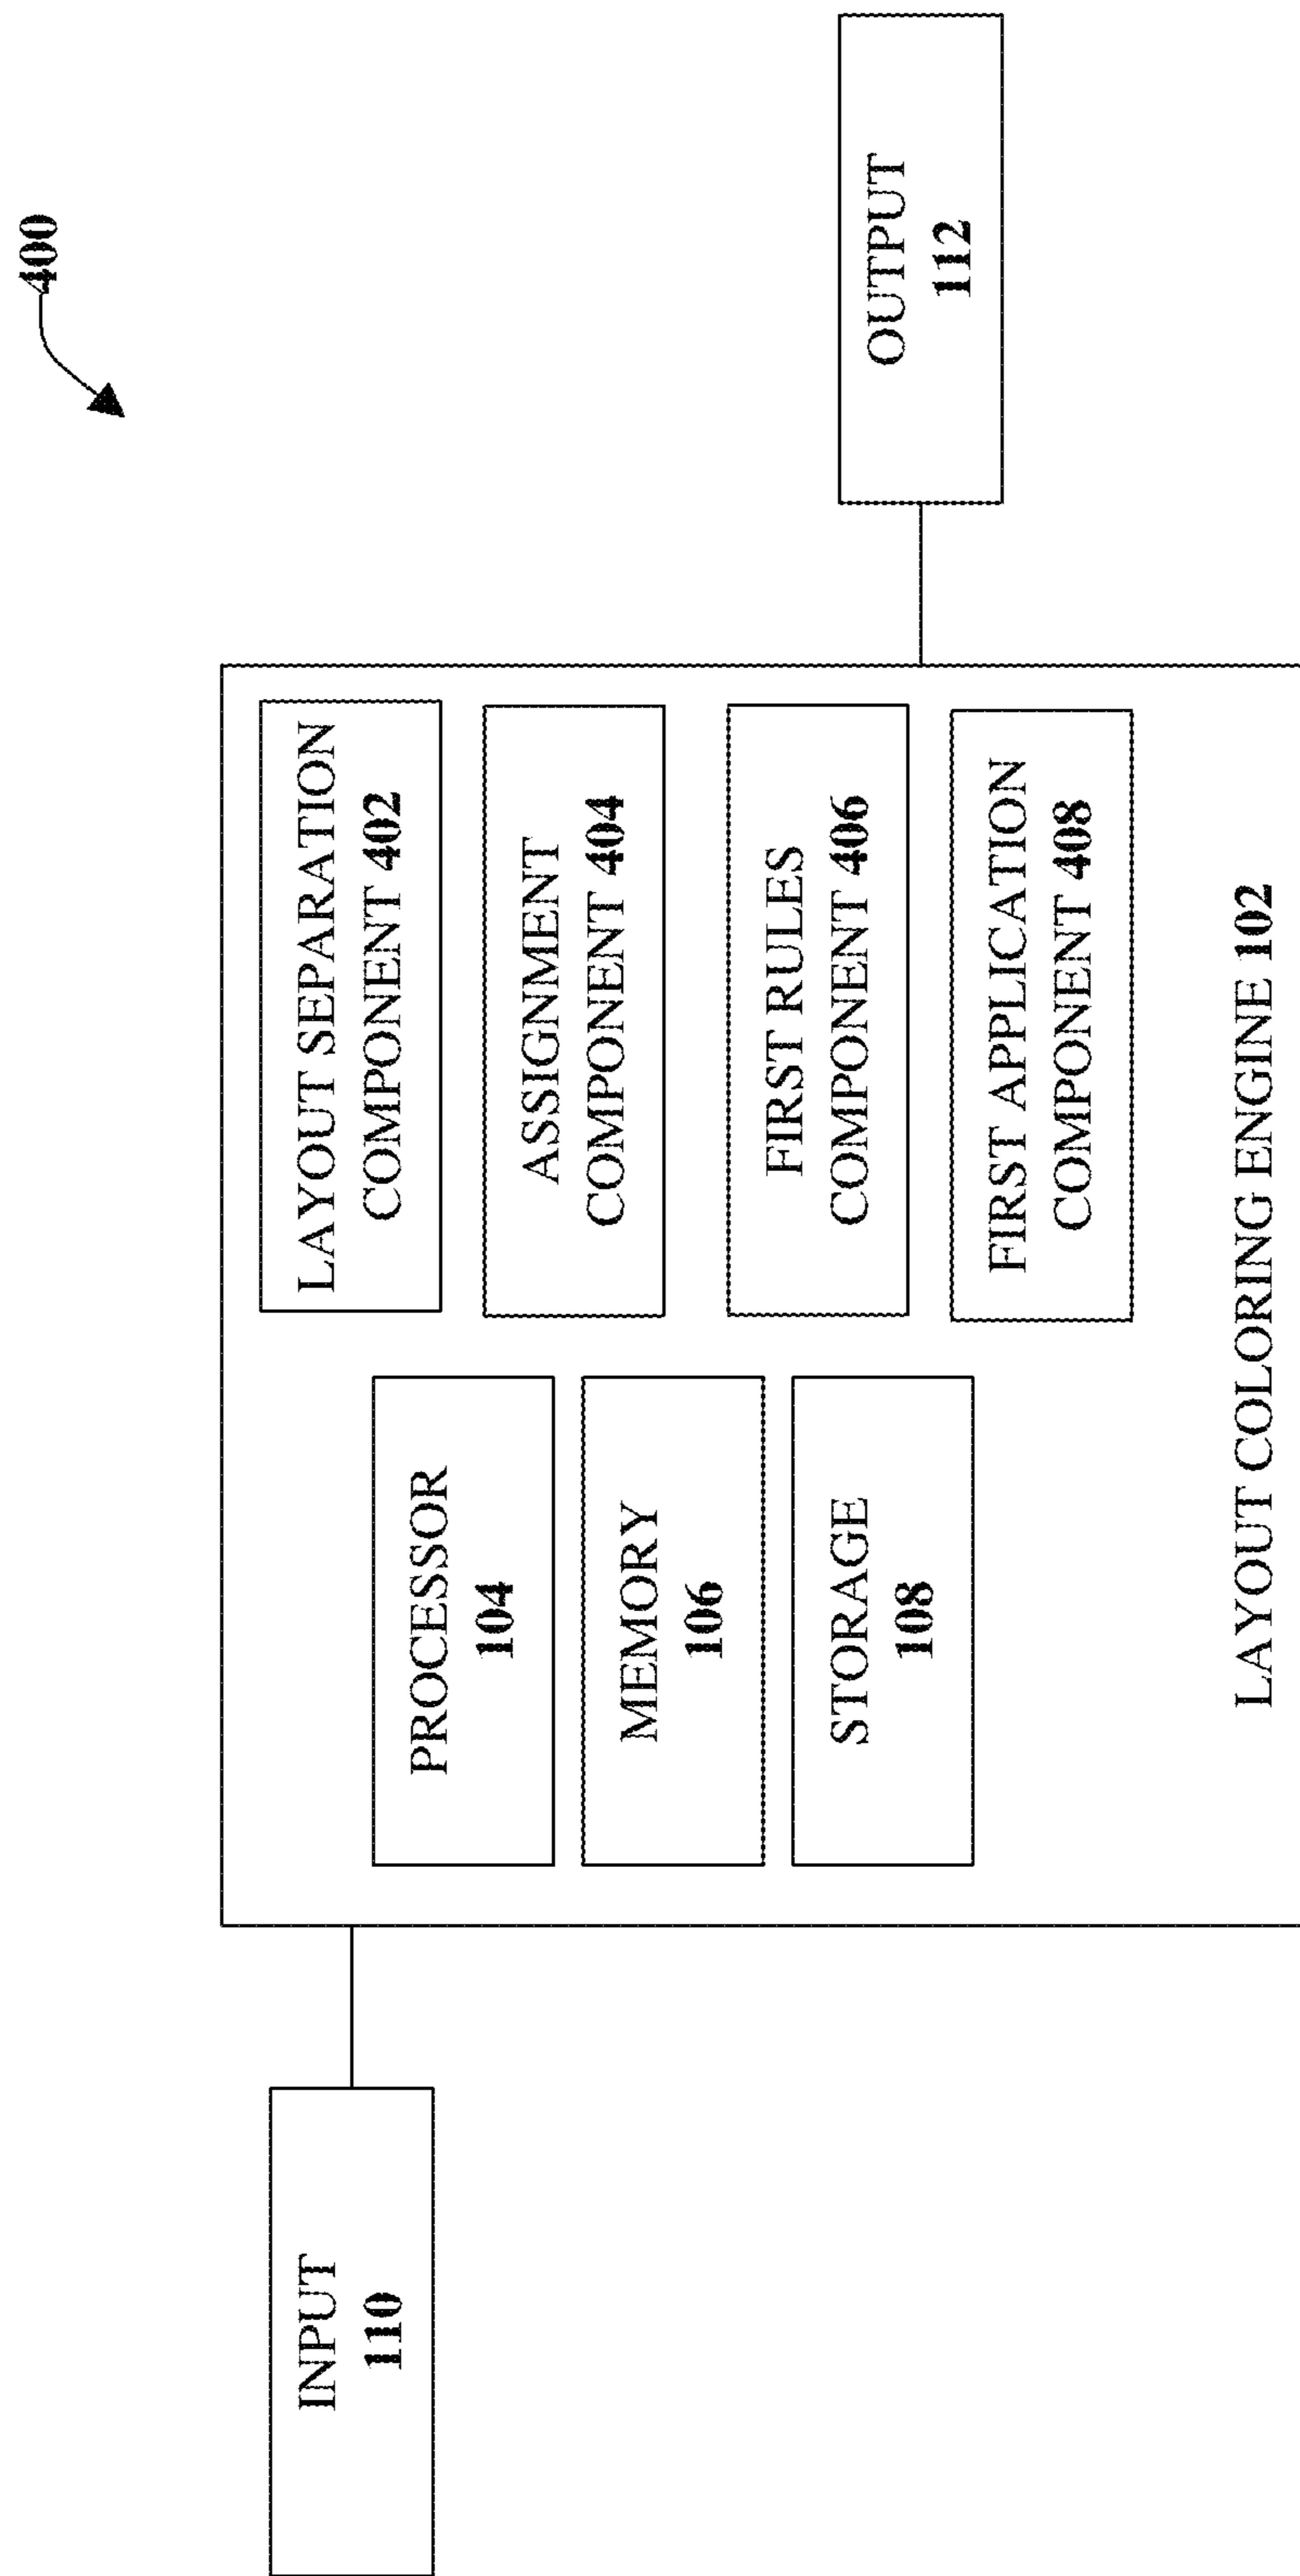 400
INPUT
110
PROCESSOR
104
MEMORY
106
STORAGE
108
LAYOUT SEPARATION
COMPONENT 402
ASSIGNMENT
COMPONENT 404
FIRST RULES
COMPONENT 406
FIRST APPLICATION
COMPONENT 408
LAYOUT COLORING ENGINE 102
OUTPUT
112